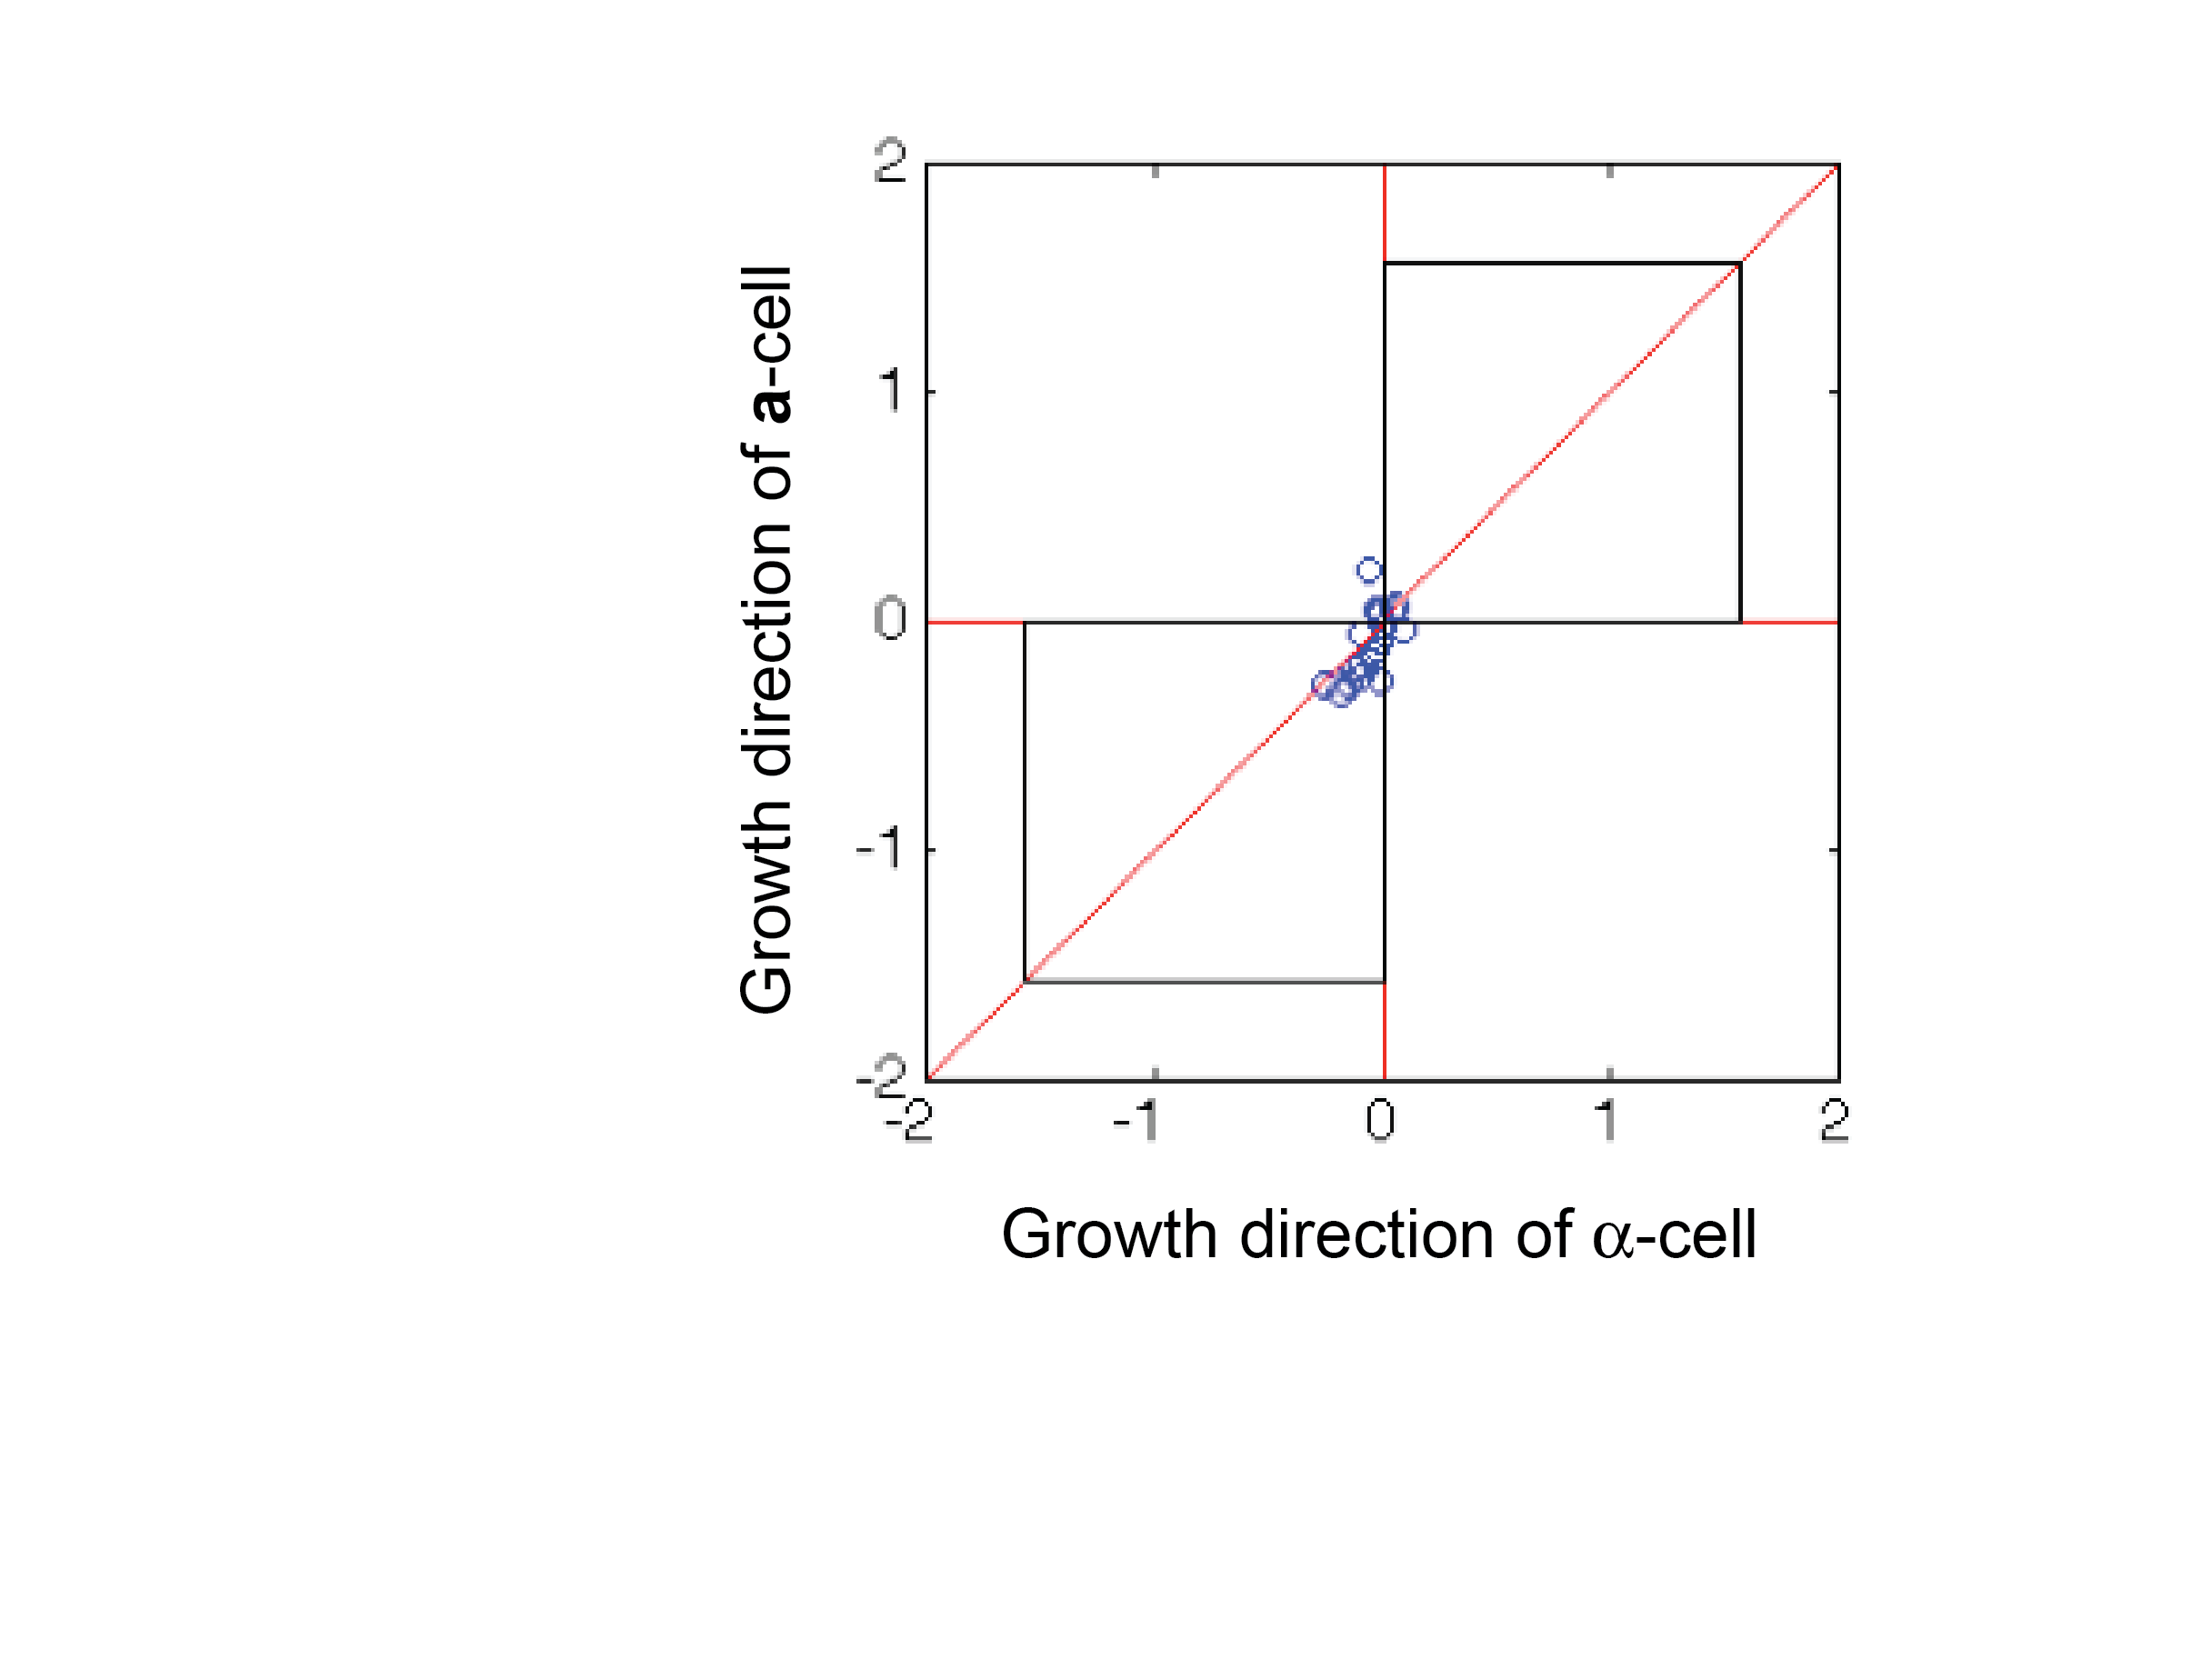 2
1
0
-1
-2
-2 -1 0 1 2
Growth direction of a-cell
Growth direction of α-cell